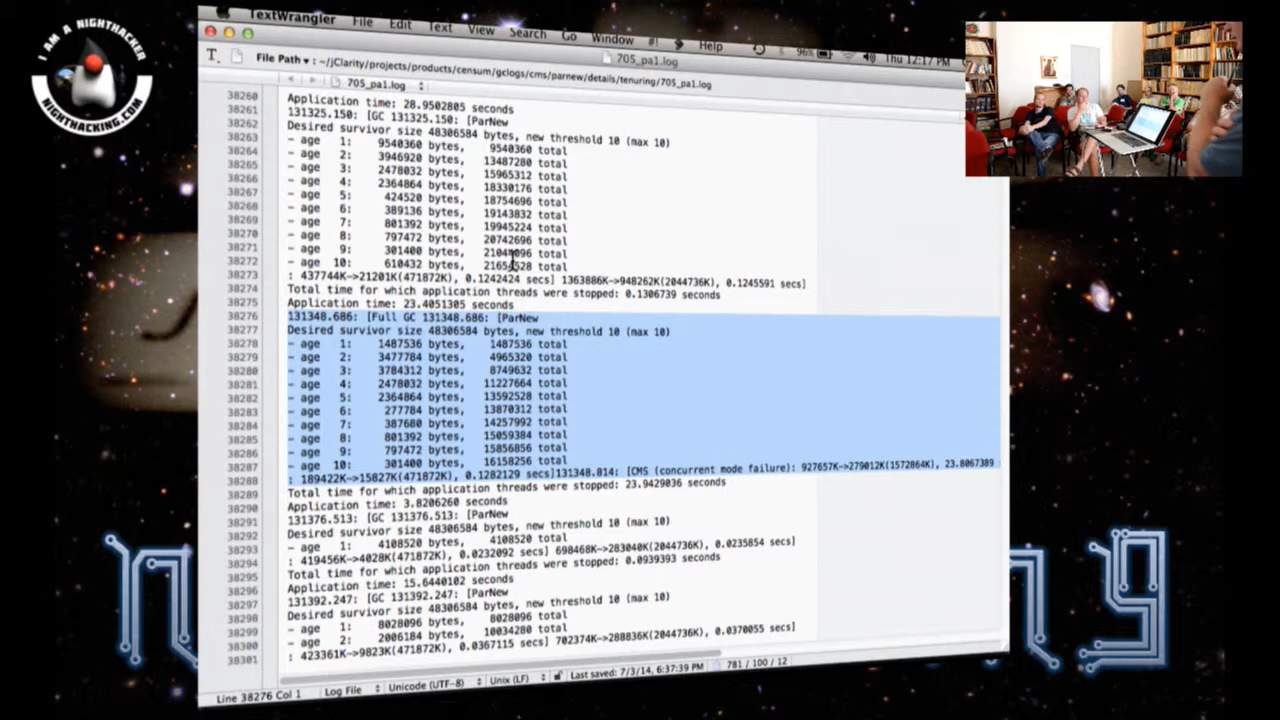 I AM A NIGHTHACKER
NIGHTHACKING.COM
TextWrangler File Edit Text View Search Go Window #! Help 96% Thu 12:17 PM
705_pa1.log
File Path ▾ : ~/jClarity/projects/products/censum/gclogs/cms/parnew/details/tenuring/705_pa1.log
705_pa1.log
38260 Application time: 28.9502805 seconds
38261 131325.150: [GC 131325.150: [ParNew
38262 Desired survivor size 48306584 bytes, new threshold 10 (max 10)
38263 - age 1: 9540360 bytes, 9540360 total
38264 - age 2: 3946920 bytes, 13487280 total
38265 - age 3: 2478032 bytes, 15965312 total
38266 - age 4: 2364864 bytes, 18330176 total
38267 - age 5: 424520 bytes, 18754696 total
38268 - age 6: 389136 bytes, 19143832 total
38269 - age 7: 801392 bytes, 19945224 total
38270 - age 8: 797472 bytes, 20742696 total
38271 - age 9: 301400 bytes, 21044096 total
38272 - age 10: 610432 bytes, 21654528 total
38273 : 437744K->21201K(471872K), 0.1242424 secs] 1363886K->948262K(2044736K), 0.1245591 secs]
38274 Total time for which application threads were stopped: 0.1306739 seconds
38275 Application time: 23.4051305 seconds
38276 131348.686: [Full GC 131348.686: [ParNew
38277 Desired survivor size 48306584 bytes, new threshold 10 (max 10)
38278 - age 1: 1487536 bytes, 1487536 total
38279 - age 2: 3477784 bytes, 4965320 total
38280 - age 3: 3784312 bytes, 8749632 total
38281 - age 4: 2478032 bytes, 11227664 total
38282 - age 5: 2364864 bytes, 13592528 total
38283 - age 6: 277784 bytes, 13870312 total
38284 - age 7: 387680 bytes, 14257992 total
38285 - age 8: 801392 bytes, 15059384 total
38286 - age 9: 797472 bytes, 15856856 total
38287 - age 10: 301400 bytes, 16158256 total
38288 : 189422K->15827K(471872K), 0.1282129 secs]131348.814: [CMS (concurrent mode failure): 927657K->279012K(1572864K), 23.8067389
38289 Total time for which application threads were stopped: 23.9429036 seconds
38290 Application time: 3.8206260 seconds
38291 131376.513: [GC 131376.513: [ParNew
38292 Desired survivor size 48306584 bytes, new threshold 10 (max 10)
38293 - age 1: 4108520 bytes, 4108520 total
38294 : 419456K->4028K(471872K), 0.0232092 secs] 698468K->283040K(2044736K), 0.0235854 secs]
38295 Total time for which application threads were stopped: 0.0939393 seconds
38296 Application time: 15.6440102 seconds
38297 131392.247: [GC 131392.247: [ParNew
38298 Desired survivor size 48306584 bytes, new threshold 10 (max 10)
38299 - age 1: 8028096 bytes, 8028096 total
38300 - age 2: 2006184 bytes, 10034280 total
38301 : 423361K->9823K(471872K), 0.0367115 secs] 702374K->288836K(2044736K), 0.0370055 secs]
Line 38276 Col 1 Log File Unicode (UTF-8) Unix (LF) Last saved: 7/3/14, 6:37:39 PM 781 / 100 / 12